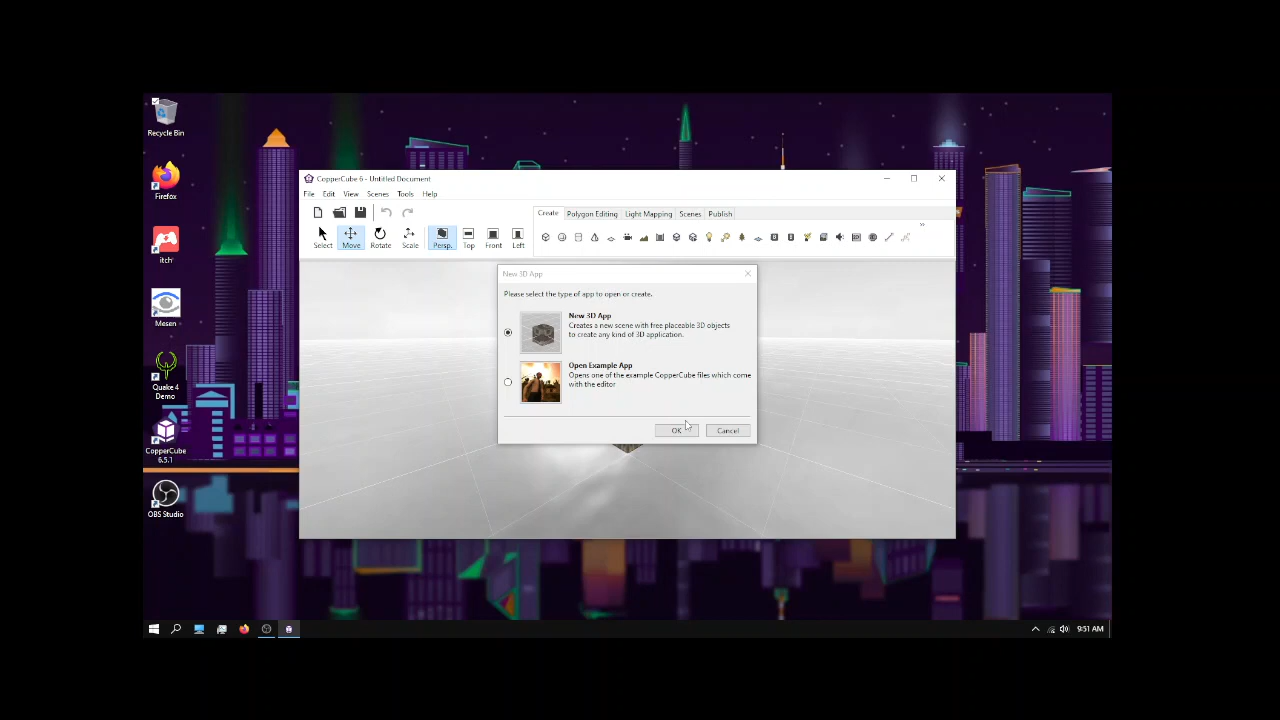 Recycle Bin
Firefox
itch
Mesen
Quake 4
Demo
CopperCube
6.5.1
OBS Studio
CopperCube 6 - Untitled Document
File Edit View Scenes Tools Help
Create Polygon Editing Light Mapping Scenes Publish
Select Move Rotate Scale Persp. Top Front Left
New 3D App
Please select the type of app to open or create.
New 3D App
Creates a new scene with free placeable 3D objects
to create any kind of 3D application.
Open Example App
Opens one of the example CopperCube files which come
with the editor
OK Cancel
9:51 AM